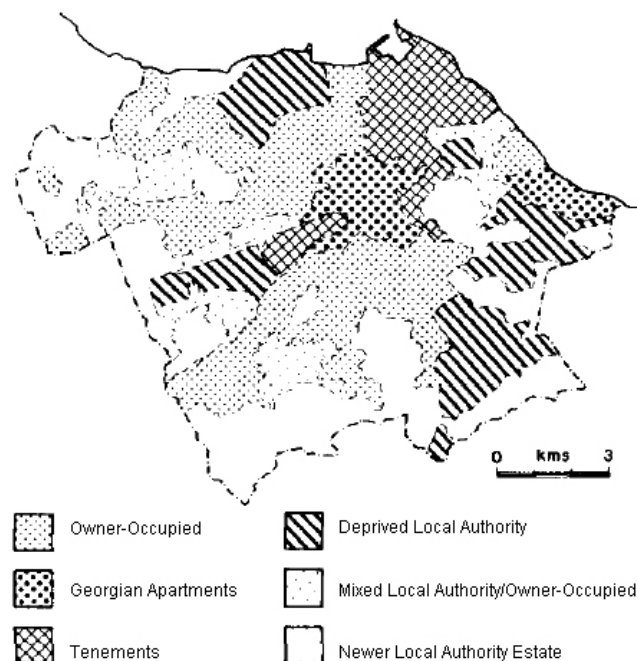 0 kms 3
Owner-Occupied
Deprived Local Authority
Georgian Apartments
Mixed Local Authority/Owner-Occupied
Tenements
Newer Local Authority Estate